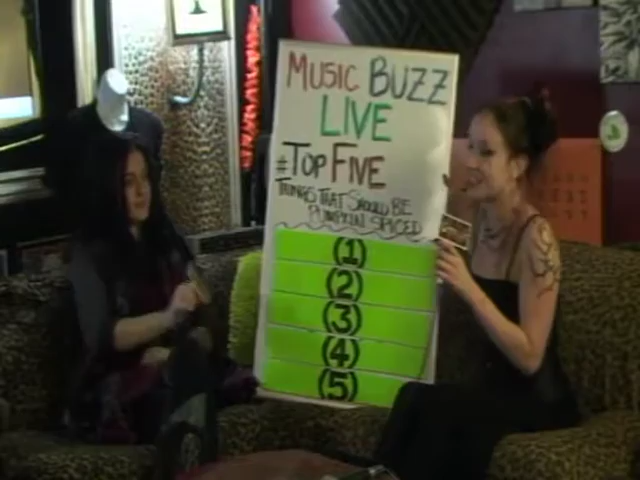 MUSIC BUZZ
LIVE
#TOP FIVE
THINGS THAT SHOULD BE
PUMPKIN SPICED
(1)
(2)
(3)
(4)
(5)